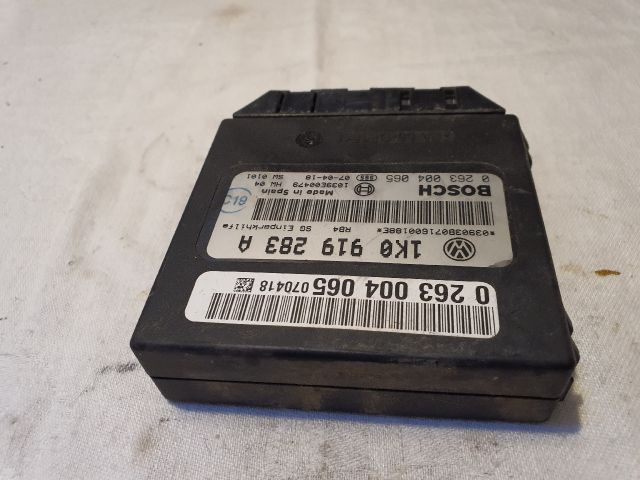 0 263 004 065 070418
1K0 919 283 A
RB4 SG Einparkhilfe
*03908380716001888E*
BOSCH Made in Spain
1039E00479 HW 04
0 263 004 065 07-04-18 SW 0101
C18